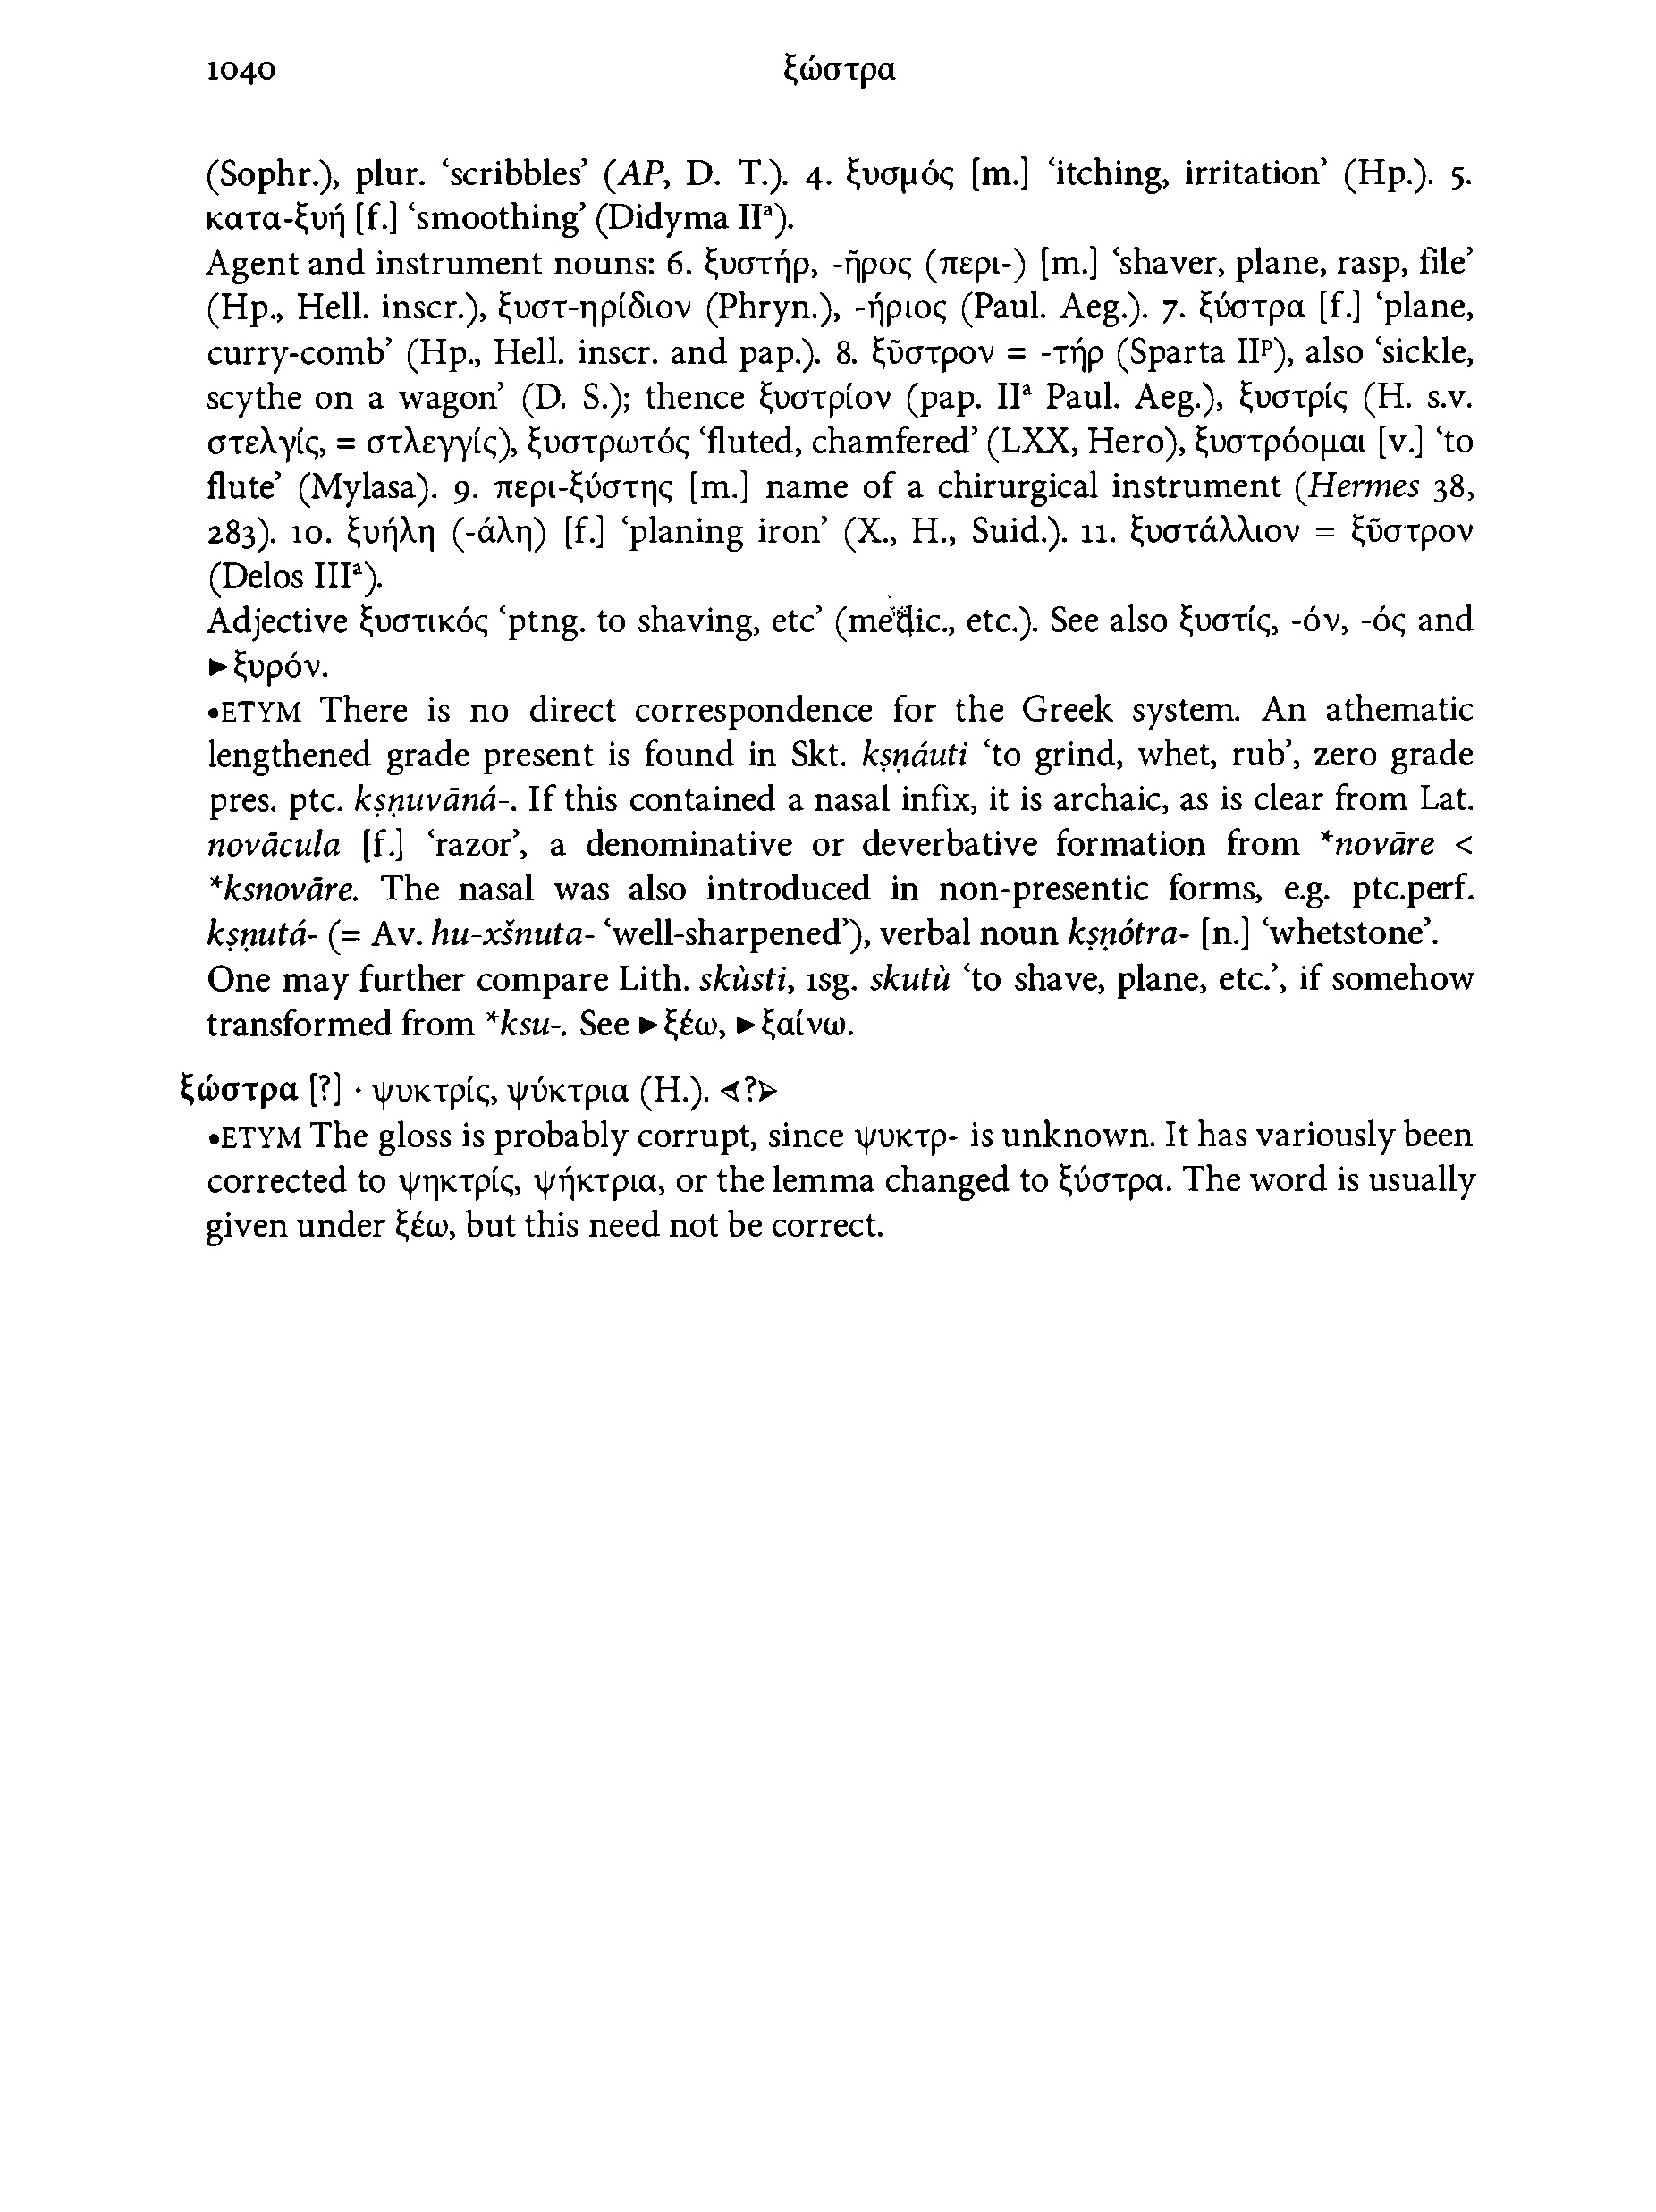 1040 ξώστρα
(Sophr.), plur. ‘scribbles’ (AP, D. T.). 4. ξυσμός [m.] ‘itching, irritation’ (Hp.). 5.
κατα-ξυή [f.] ‘smoothing’ (Didyma IIᵃ).
Agent and instrument nouns: 6. ξυστήρ, -ῆρος (περι-) [m.] ‘shaver, plane, rasp, file’
(Hp., Hell. inscr.), ξυστ-ηρίδιον (Phryn.), -ήριος (Paul. Aeg.). 7. ξύστρα [f.] ‘plane,
curry-comb’ (Hp., Hell. inscr. and pap.). 8. ξῦστρον = -τήρ (Sparta IIᵖ), also ‘sickle,
scythe on a wagon’ (D. S.); thence ξυστρίον (pap. IIᵃ Paul. Aeg.), ξυστρίς (H. s.v.
στελγίς, = στλεγγίς), ξυστρωτός ‘fluted, chamfered’ (LXX, Hero), ξυστρόομαι [v.] ‘to
flute’ (Mylasa). 9. περι-ξύστης [m.] name of a chirurgical instrument (Hermes 38,
283). 10. ξυήλη (-άλη) [f.] ‘planing iron’ (X., H., Suid.). 11. ξυστάλλιον = ξῦστρον
(Delos IIIᵃ).
Adjective ξυστικός ‘ptng. to shaving, etc’ (medic., etc.). See also ξυστίς, -όν, -ός and
►ξυρόν.
•ETYM There is no direct correspondence for the Greek system. An athematic
lengthened grade present is found in Skt. kṣṇáuti ‘to grind, whet, rub’, zero grade
pres. ptc. kṣṇuvāná-. If this contained a nasal infix, it is archaic, as is clear from Lat.
novācula [f.] ‘razor’, a denominative or deverbative formation from *novāre <
*ksnovāre. The nasal was also introduced in non-presentic forms, e.g. ptc.perf.
kṣṇutá- (= Av. hu-xšnuta- ‘well-sharpened’), verbal noun kṣṇótra- [n.] ‘whetstone’.
One may further compare Lith. skùsti, 1sg. skutù ‘to shave, plane, etc.’, if somehow
transformed from *ksu-. See ►ξέω, ►ξαίνω.
ξώστρα [?] · ψυκτρίς, ψύκτρια (H.). ⊲?⊳
•ETYM The gloss is probably corrupt, since ψυκτρ- is unknown. It has variously been
corrected to ψηκτρίς, ψήκτρια, or the lemma changed to ξύστρα. The word is usually
given under ξέω, but this need not be correct.